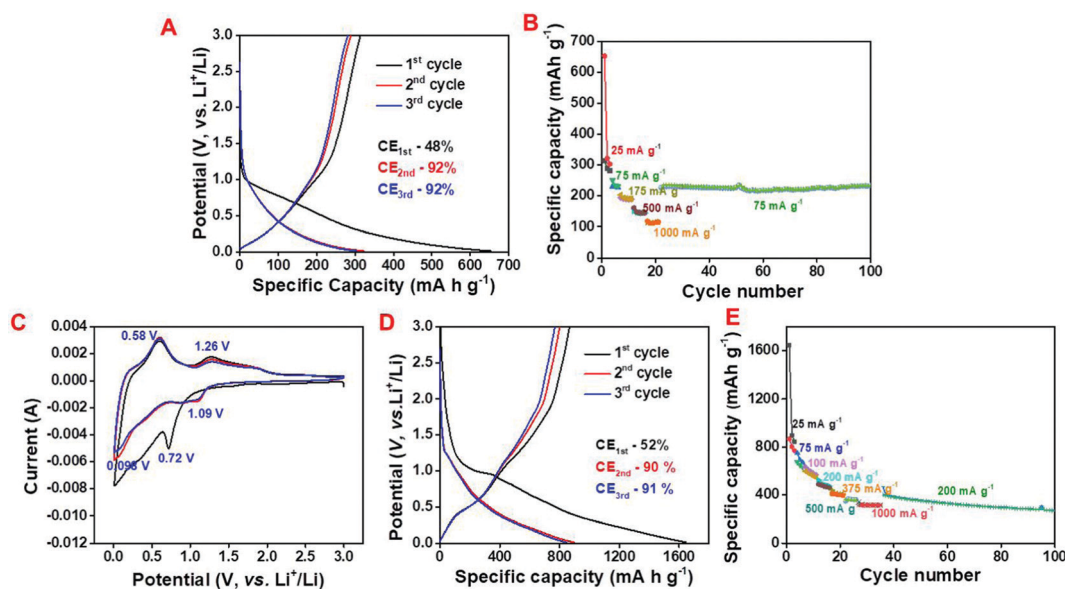 A
3.0
2.5
2.0
1.5
1.0
0.5
0.0
Potential (V, vs. Li⁺/Li)
0 100 200 300 400 500 600 700
Specific Capacity (mA h g⁻¹)
1ˢᵗ cycle
2ⁿᵈ cycle
3ʳᵈ cycle
CE₁ₛₜ - 48%
CE₂ₙd - 92%
CE₃ᵣd - 92%
B
700
600
500
400
300
200
100
0
Specific capacity (mAh g⁻¹)
25 mA g⁻¹
75 mA g⁻¹
175 mA g⁻¹
500 mA g⁻¹
1000 mA g⁻¹
75 mA g⁻¹
0 20 40 60 80 100
Cycle number
C
0.004
0.002
0.000
-0.002
-0.004
-0.006
-0.008
-0.010
-0.012
Current (A)
0.58 V
1.26 V
1.09 V
0.093 V
0.72 V
0.0 0.5 1.0 1.5 2.0 2.5 3.0
Potential (V, vs. Li⁺/Li)
D
3.0
2.5
2.0
1.5
1.0
0.5
0.0
Potential (V, vs.Li⁺/Li)
1ˢᵗ cycle
2ⁿᵈ cycle
3ʳᵈ cycle
CE₁ₛₜ - 52%
CE₂ₙd - 90 %
CE₃ᵣd - 91 %
0 400 800 1200 1600
Specific capacity (mA h g⁻¹)
E
1600
1200
800
400
0
Specific capacity (mAh g⁻¹)
25 mA g⁻¹
75 mA g⁻¹
100 mA g⁻¹
200 mA g⁻¹
375 mA g⁻¹
500 mA g
1000 mA g⁻¹
200 mA g⁻¹
0 20 40 60 80 100
Cycle number